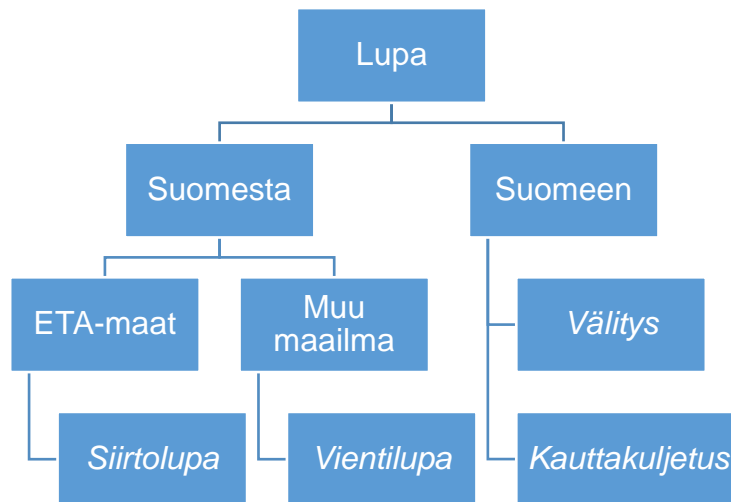 Lupa
Suomesta
Suomeen
ETA-maat
Muu
maailma
Välitys
Siirtolupa
Vientilupa
Kauttakuljetus